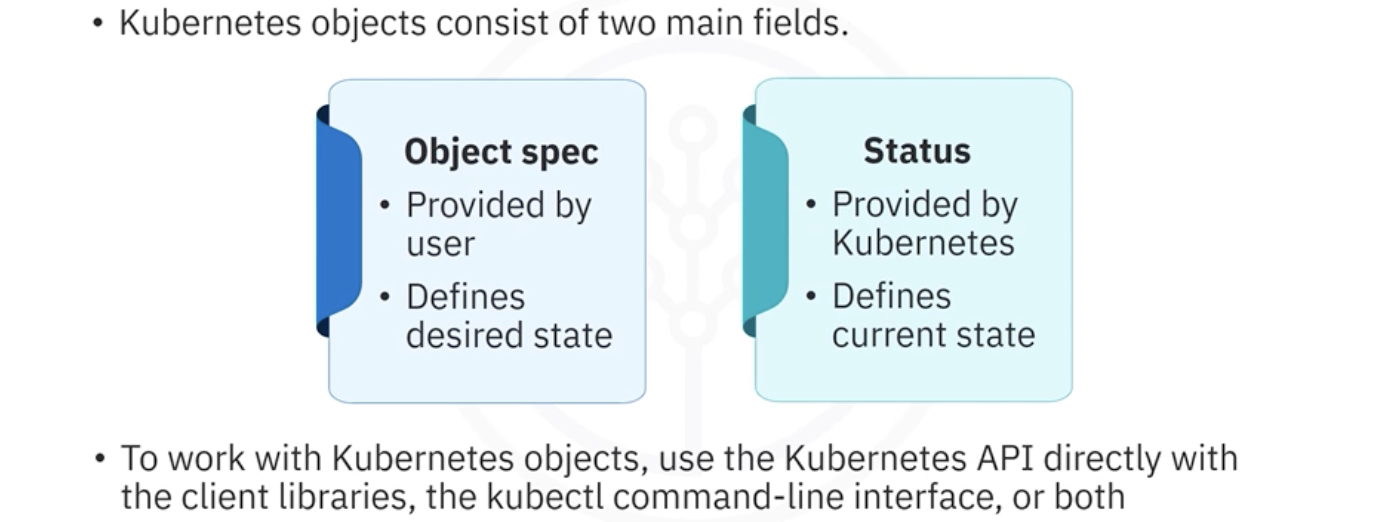 • Kubernetes objects consist of two main fields.
Object spec
• Provided by
user
• Defines
desired state
Status
• Provided by
Kubernetes
• Defines
current state
• To work with Kubernetes objects, use the Kubernetes API directly with
the client libraries, the kubectl command-line interface, or both